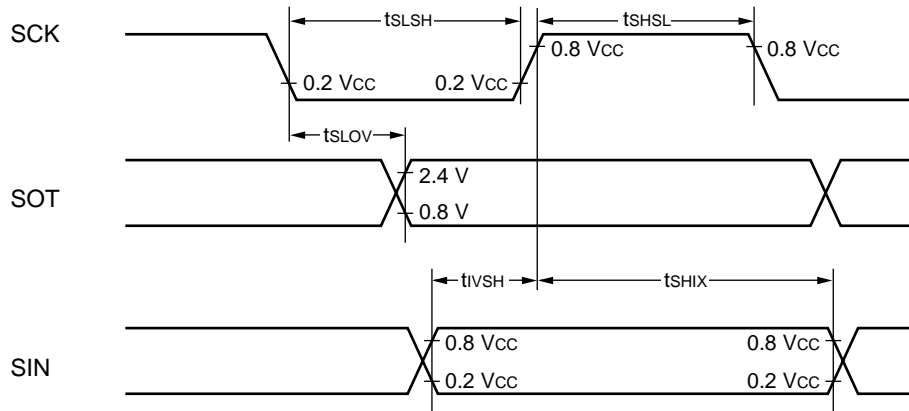 tSLSH
tSHSL
SCK
0.8 VCC
0.8 VCC
0.2 VCC
0.2 VCC
tSLOV
2.4 V
SOT
0.8 V
tIVSH
tSHIX
0.8 VCC
0.8 VCC
SIN
0.2 VCC
0.2 VCC